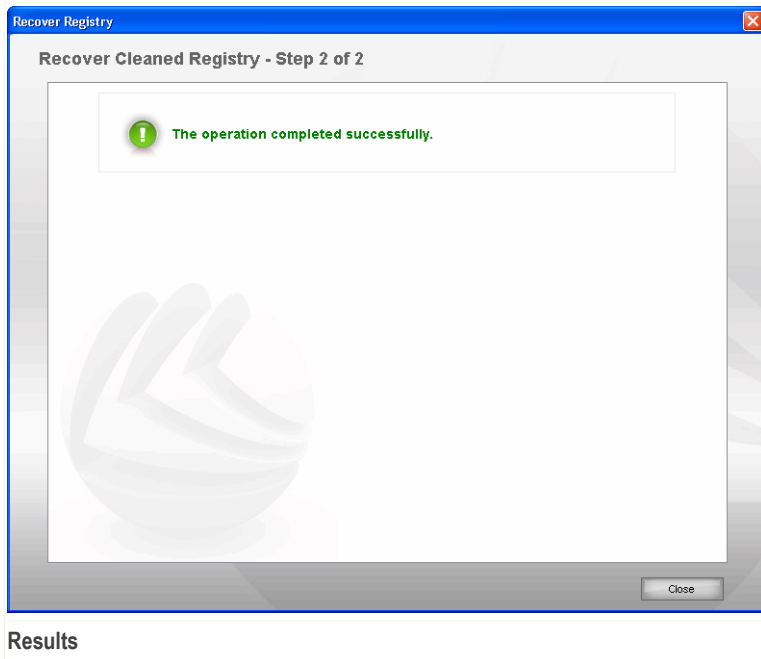 Recover Registry
Recover Cleaned Registry - Step 2 of 2
The operation completed successfully.
Close
Results